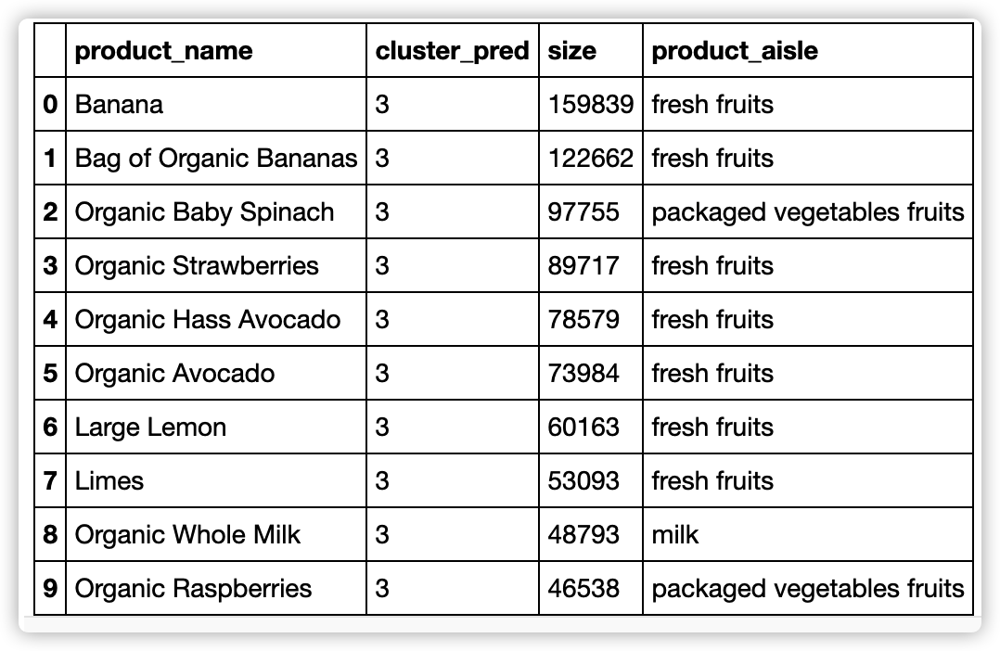 product_name cluster_pred size product_aisle
0 Banana 3 159839 fresh fruits
1 Bag of Organic Bananas 3 122662 fresh fruits
2 Organic Baby Spinach 3 97755 packaged vegetables fruits
3 Organic Strawberries 3 89717 fresh fruits
4 Organic Hass Avocado 3 78579 fresh fruits
5 Organic Avocado 3 73984 fresh fruits
6 Large Lemon 3 60163 fresh fruits
7 Limes 3 53093 fresh fruits
8 Organic Whole Milk 3 48793 milk
9 Organic Raspberries 3 46538 packaged vegetables fruits